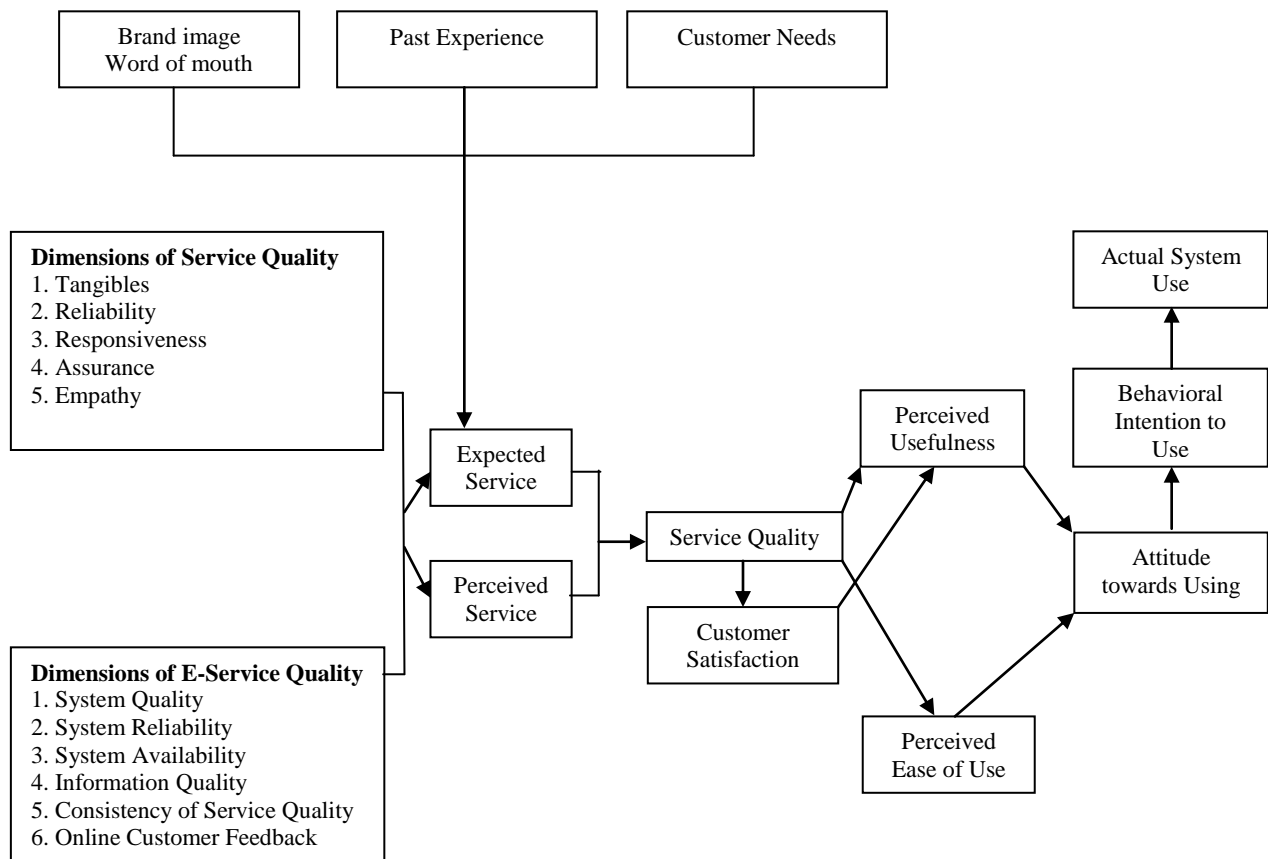 Brand image
Word of mouth
Past Experience
Customer Needs
Dimensions of Service Quality
1. Tangibles
2. Reliability
3. Responsiveness
4. Assurance
5. Empathy
Expected
Service
Perceived
Service
Dimensions of E-Service Quality
1. System Quality
2. System Reliability
3. System Availability
4. Information Quality
5. Consistency of Service Quality
6. Online Customer Feedback
Service Quality
Customer
Satisfaction
Perceived
Usefulness
Perceived
Ease of Use
Actual System
Use
Behavioral
Intention to
Use
Attitude
towards Using